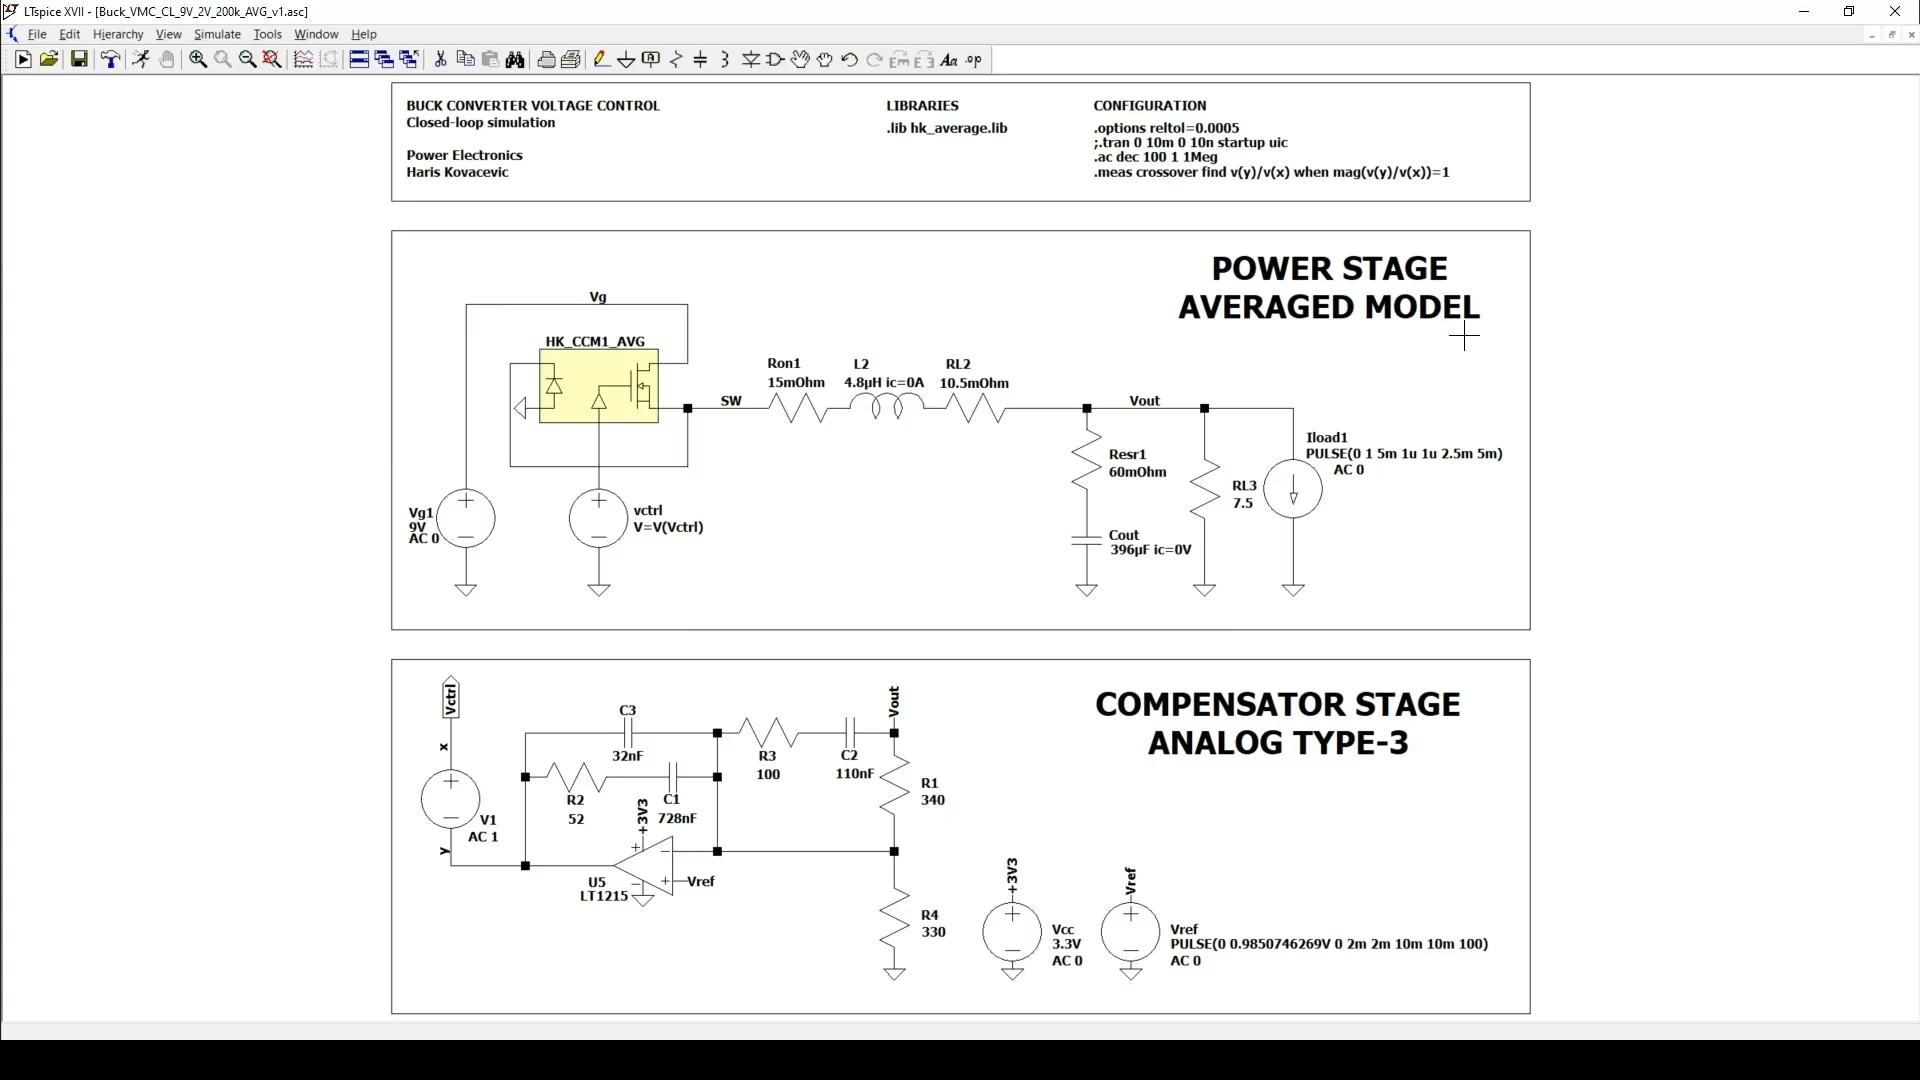 LTspice XVII - [Buck_VMC_CL_9V_2V_200k_AVG_v1.asc]
File Edit Hierarchy View Simulate Tools Window Help
Aa .op
BUCK CONVERTER VOLTAGE CONTROL
Closed-loop simulation
Power Electronics
Haris Kovacevic
LIBRARIES
.lib hk_average.lib
CONFIGURATION
.options reltol=0.0005
;.tran 0 10m 0 10n startup uic
.ac dec 100 1 1Meg
.meas crossover find v(y)/v(x) when mag(v(y)/v(x))=1
POWER STAGE
AVERAGED MODEL
Vg
HK_CCM1_AVG
Ron1
15mOhm
L2
4.8µH ic=0A
RL2
10.5mOhm
SW
Vout
Vg1
9V
AC 0
vctrl
V=V(Vctrl)
Resr1
60mOhm
Cout
396µF ic=0V
RL3
7.5
Iload1
PULSE(0 1 5m 1u 1u 2.5m 5m)
AC 0
COMPENSATOR STAGE
ANALOG TYPE-3
Vctrl
x
V1
AC 1
y
C3
32nF
R2
52
C1
728nF
R3
100
C2
110nF
Vout
R1
340
+3V3
U5
LT1215
Vref
R4
330
+3V3
Vcc
3.3V
AC 0
Vref
Vref
PULSE(0 0.9850746269V 0 2m 2m 10m 10m 100)
AC 0